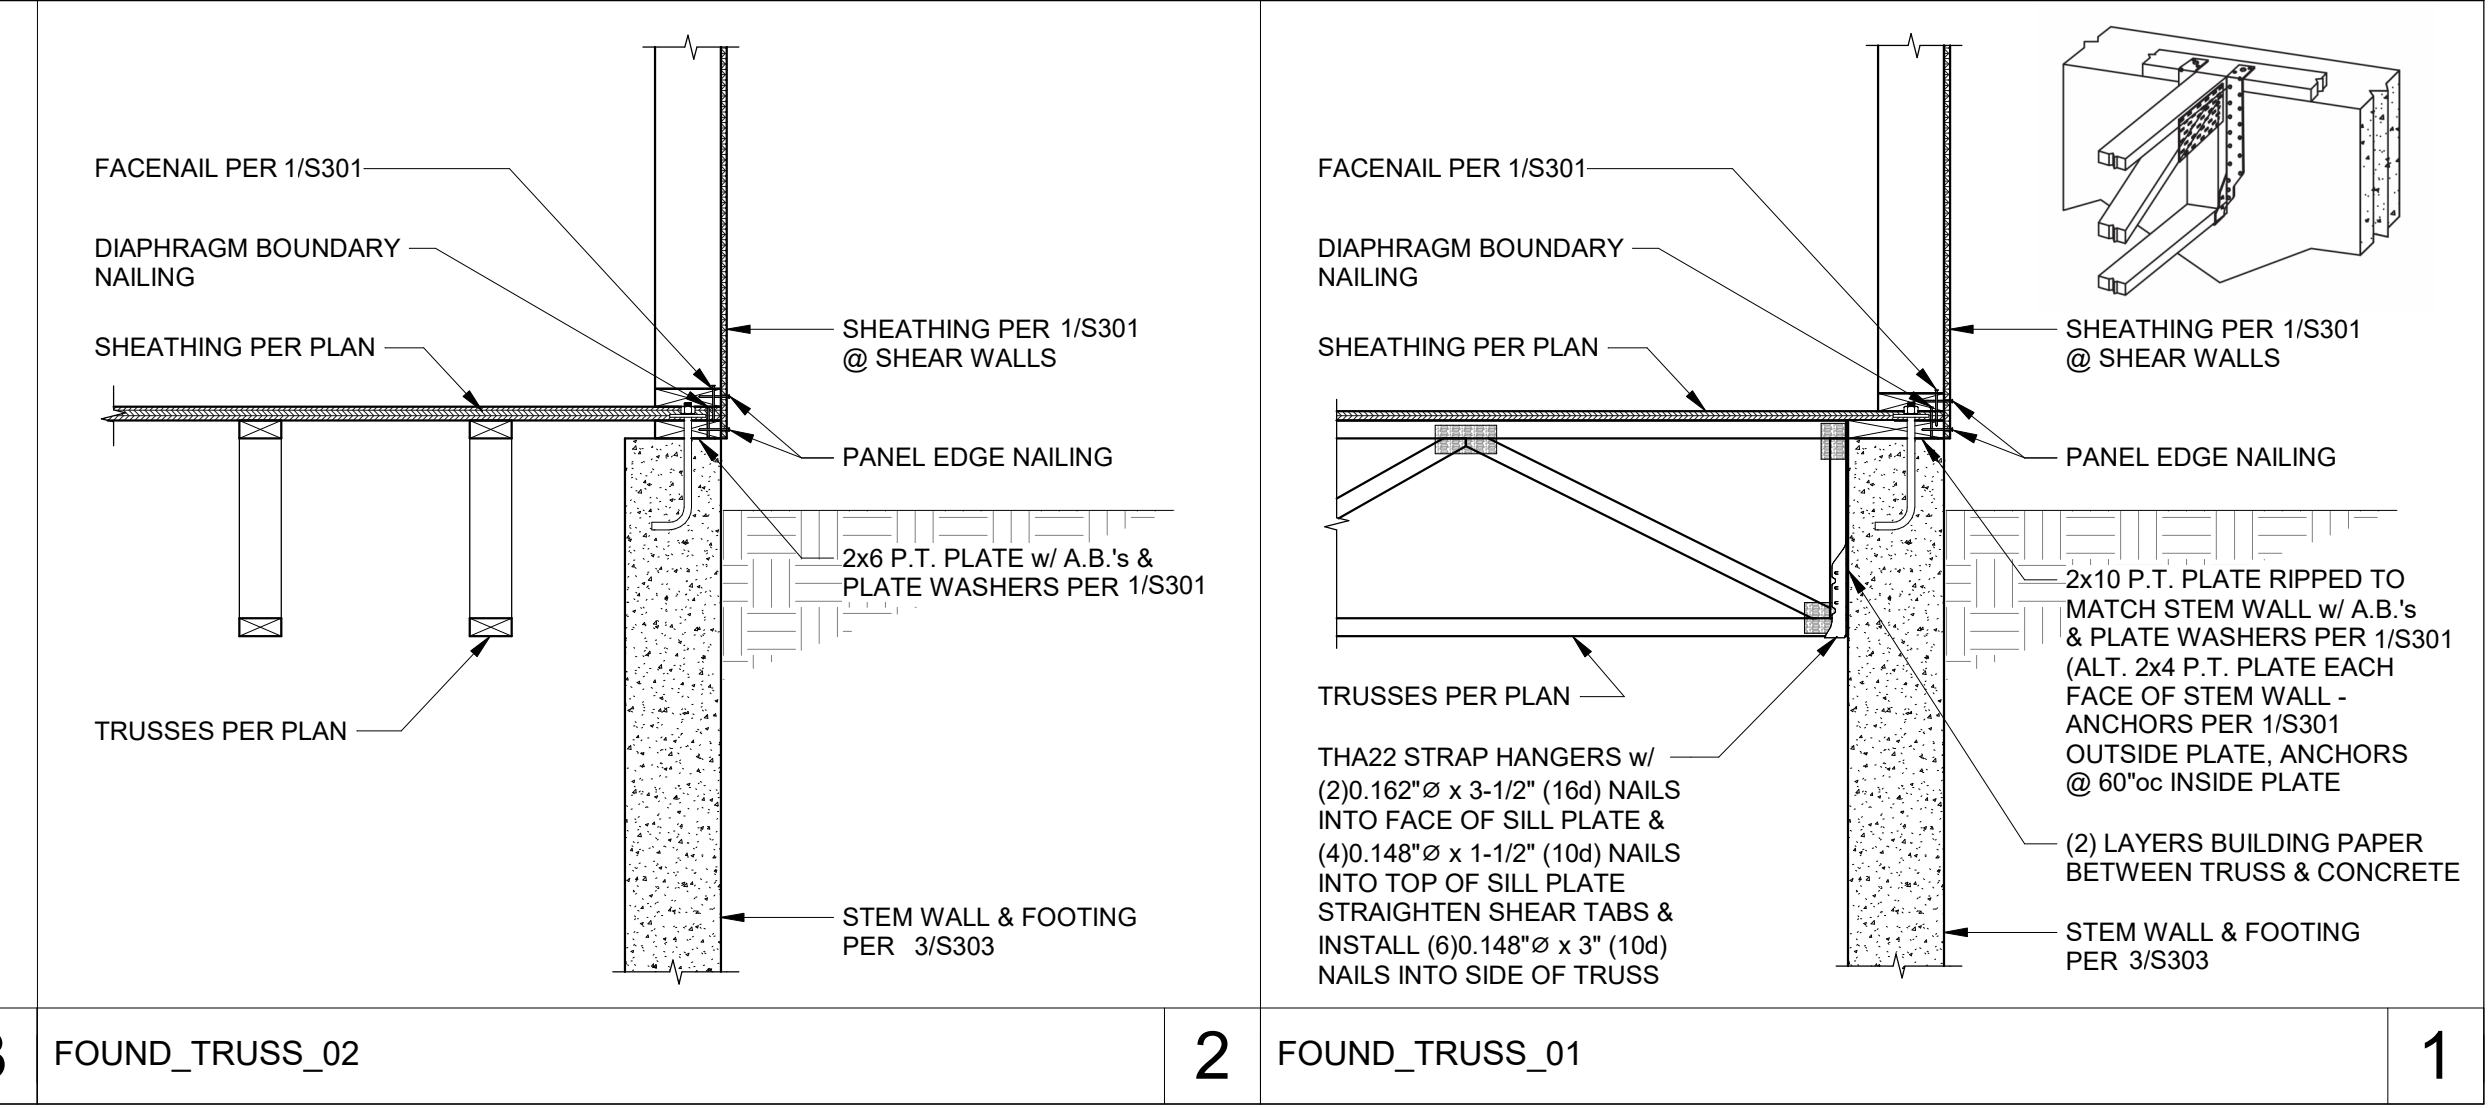 FACENAIL PER 1/S301
DIAPHRAGM BOUNDARY
NAILING
SHEATHING PER PLAN
TRUSSES PER PLAN
SHEATHING PER 1/S301
@ SHEAR WALLS
PANEL EDGE NAILING
2x6 P.T. PLATE w/ A.B.'s &
PLATE WASHERS PER 1/S301
STEM WALL & FOOTING
PER 3/S303
FOUND_TRUSS_02
2
FACENAIL PER 1/S301
DIAPHRAGM BOUNDARY
NAILING
SHEATHING PER PLAN
TRUSSES PER PLAN
THA22 STRAP HANGERS w/
(2)0.162"Ø x 3-1/2" (16d) NAILS
INTO FACE OF SILL PLATE &
(4)0.148"Ø x 1-1/2" (10d) NAILS
INTO TOP OF SILL PLATE
STRAIGHTEN SHEAR TABS &
INSTALL (6)0.148"Ø x 3" (10d)
NAILS INTO SIDE OF TRUSS
SHEATHING PER 1/S301
@ SHEAR WALLS
PANEL EDGE NAILING
2x10 P.T. PLATE RIPPED TO
MATCH STEM WALL w/ A.B.'s
& PLATE WASHERS PER 1/S301
(ALT. 2x4 P.T. PLATE EACH
FACE OF STEM WALL -
ANCHORS PER 1/S301
OUTSIDE PLATE, ANCHORS
@ 60"oc INSIDE PLATE
(2) LAYERS BUILDING PAPER
BETWEEN TRUSS & CONCRETE
STEM WALL & FOOTING
PER 3/S303
FOUND_TRUSS_01
1